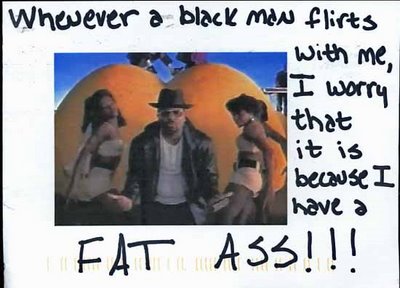 Whenever a black man flirts
with me,
I worry
that
it is
because I
have a
FAT ASS!!!